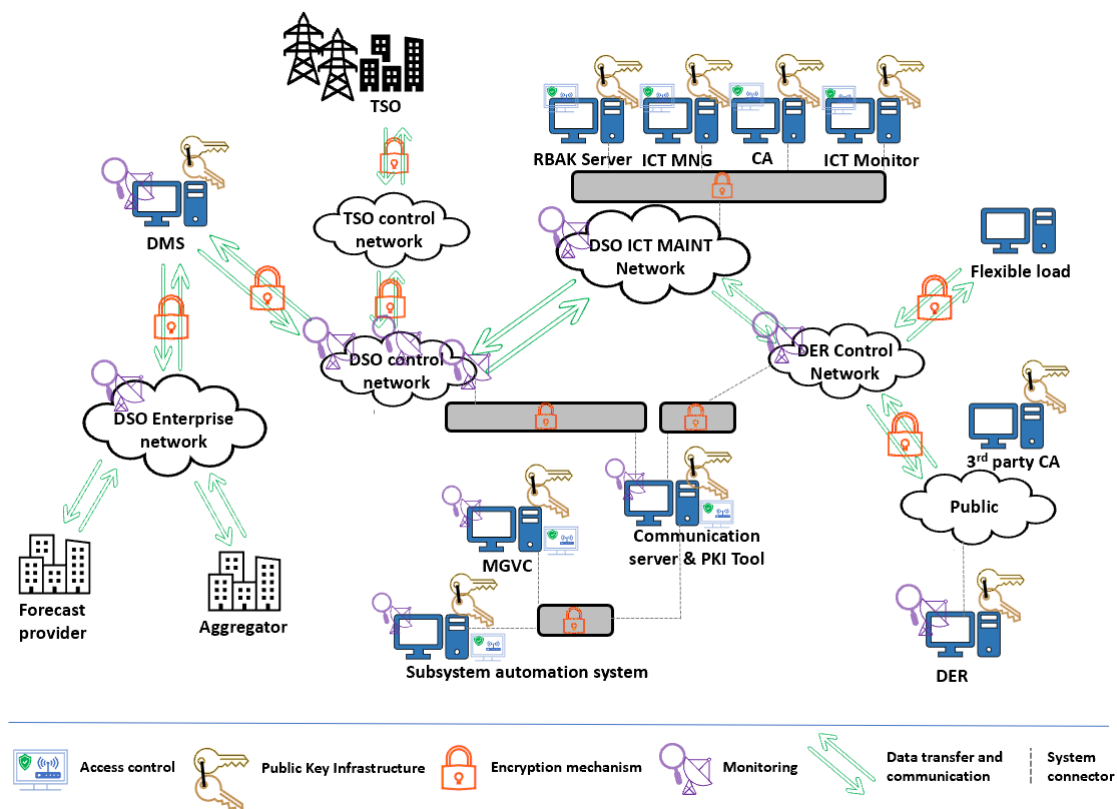 TSO
RBAK Server
ICT MNG
CA
ICT Monitor
TSO control
network
DMS
DSO ICT MAINT
Network
Flexible load
DSO control
network
DER Control
Network
DSO Enterprise
network
3rd party CA
Public
MGVC
Communication
server & PKI Tool
Forecast
provider
Aggregator
Subsystem automation system
DER
Access control
Public Key Infrastructure
Encryption mechanism
Monitoring
Data transfer and
communication
System
connector